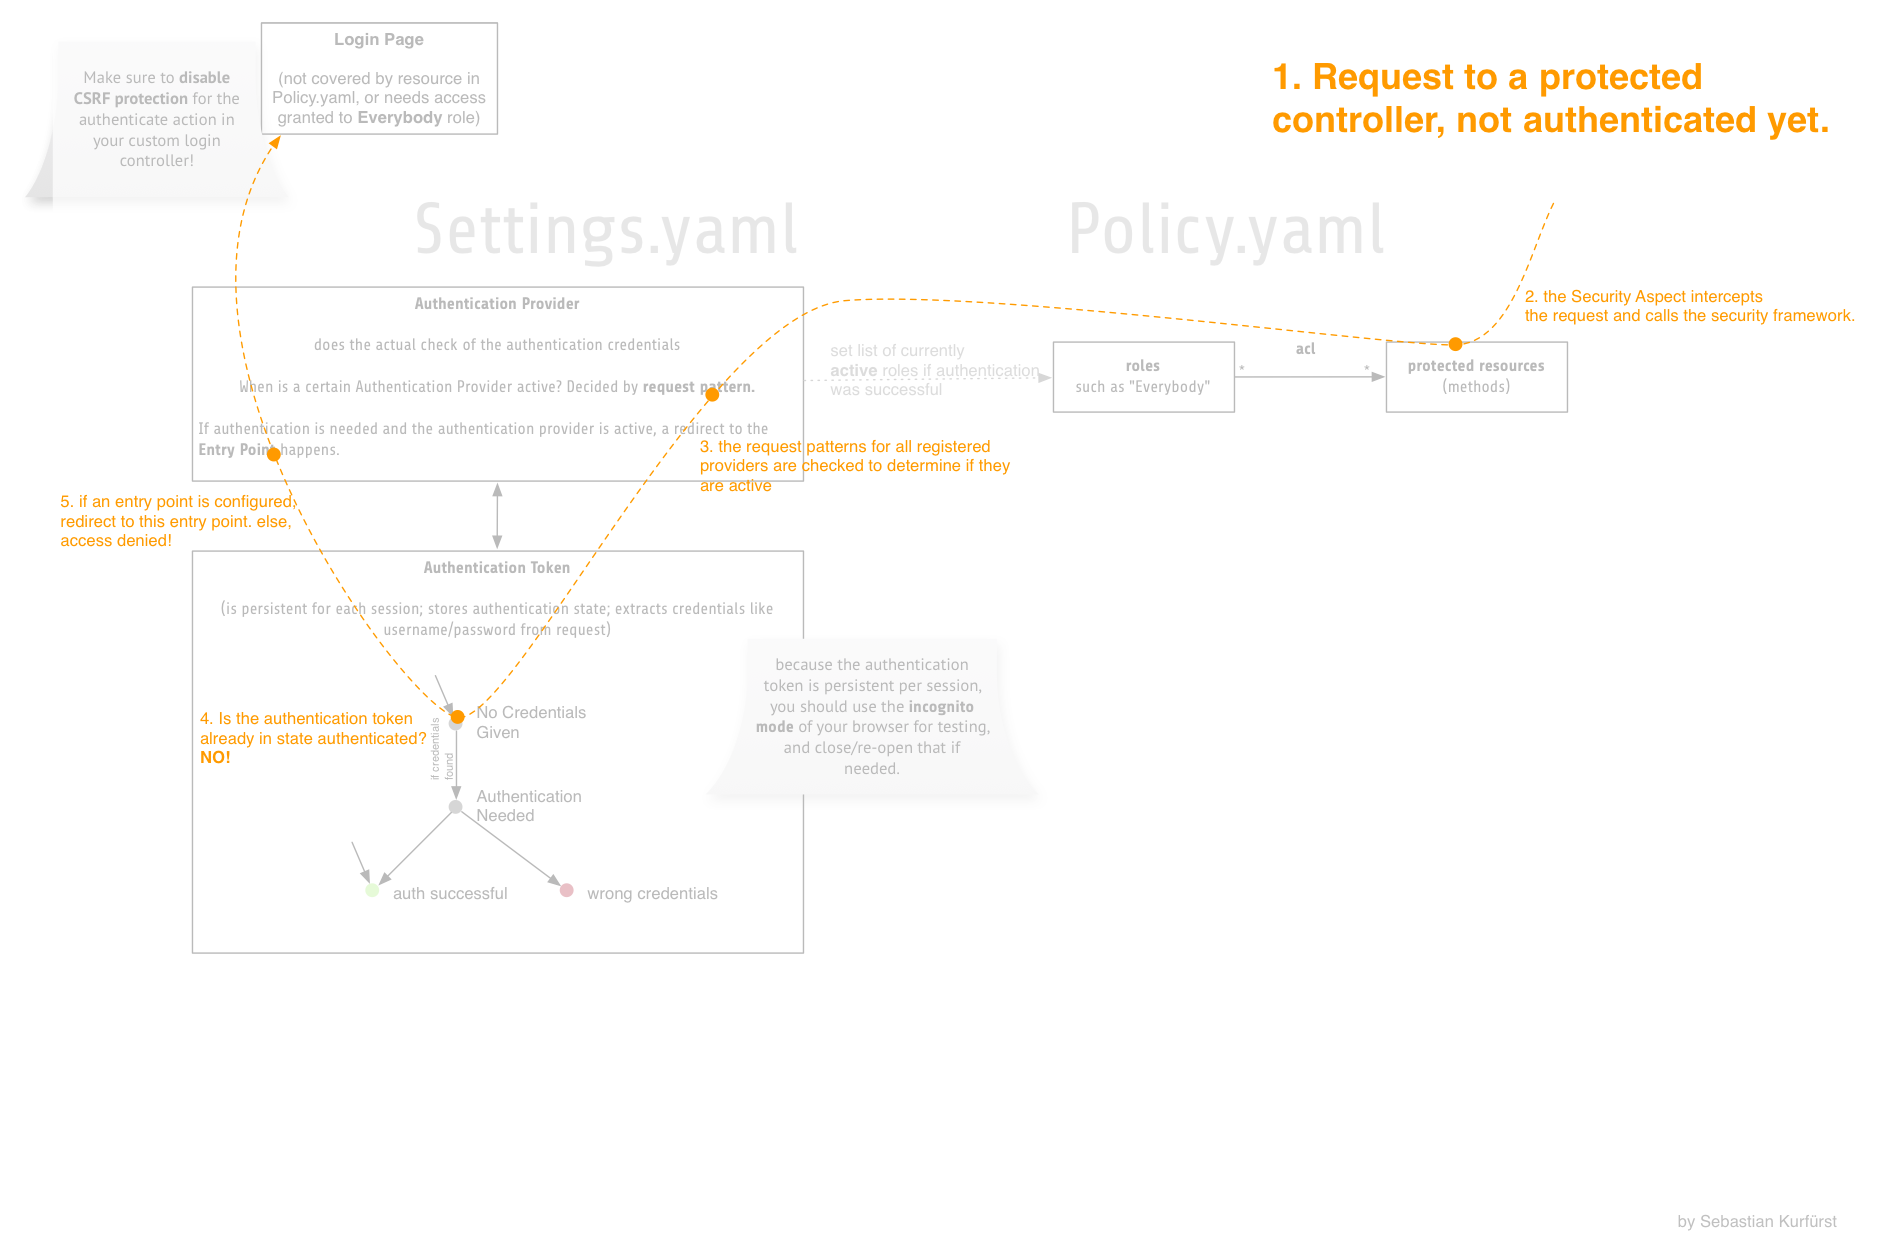 Login Page
(not covered by resource in
Policy.yaml, or needs access
granted to Everybody role)
Make sure to disable
CSRF protection for the
authenticate action in
your custom login
controller!
1. Request to a protected
controller, not authenticated yet.
Settings.yaml
Policy.yaml
2. the Security Aspect intercepts
the request and calls the security framework.
Authentication Provider
does the actual check of the authentication credentials
When is a certain Authentication Provider active? Decided by request pattern.
If authentication is needed and the authentication provider is active, a redirect to the
Entry Point happens.
set list of currently
active roles if authentication
was successful
roles
such as "Everybody"
acl
*
*
protected resources
(methods)
3. the request patterns for all registered
providers are checked to determine if they
are active
5. if an entry point is configured,
redirect to this entry point. else,
access denied!
Authentication Token
(is persistent for each session; stores authentication state; extracts credentials like
username/password from request)
because the authentication
token is persistent per session,
you should use the incognito
mode of your browser for testing,
and close/re-open that if
needed.
4. Is the authentication token
already in state authenticated?
NO!
No Credentials
Given
if credentials
found
Authentication
Needed
auth successful
wrong credentials
by Sebastian Kurfürst